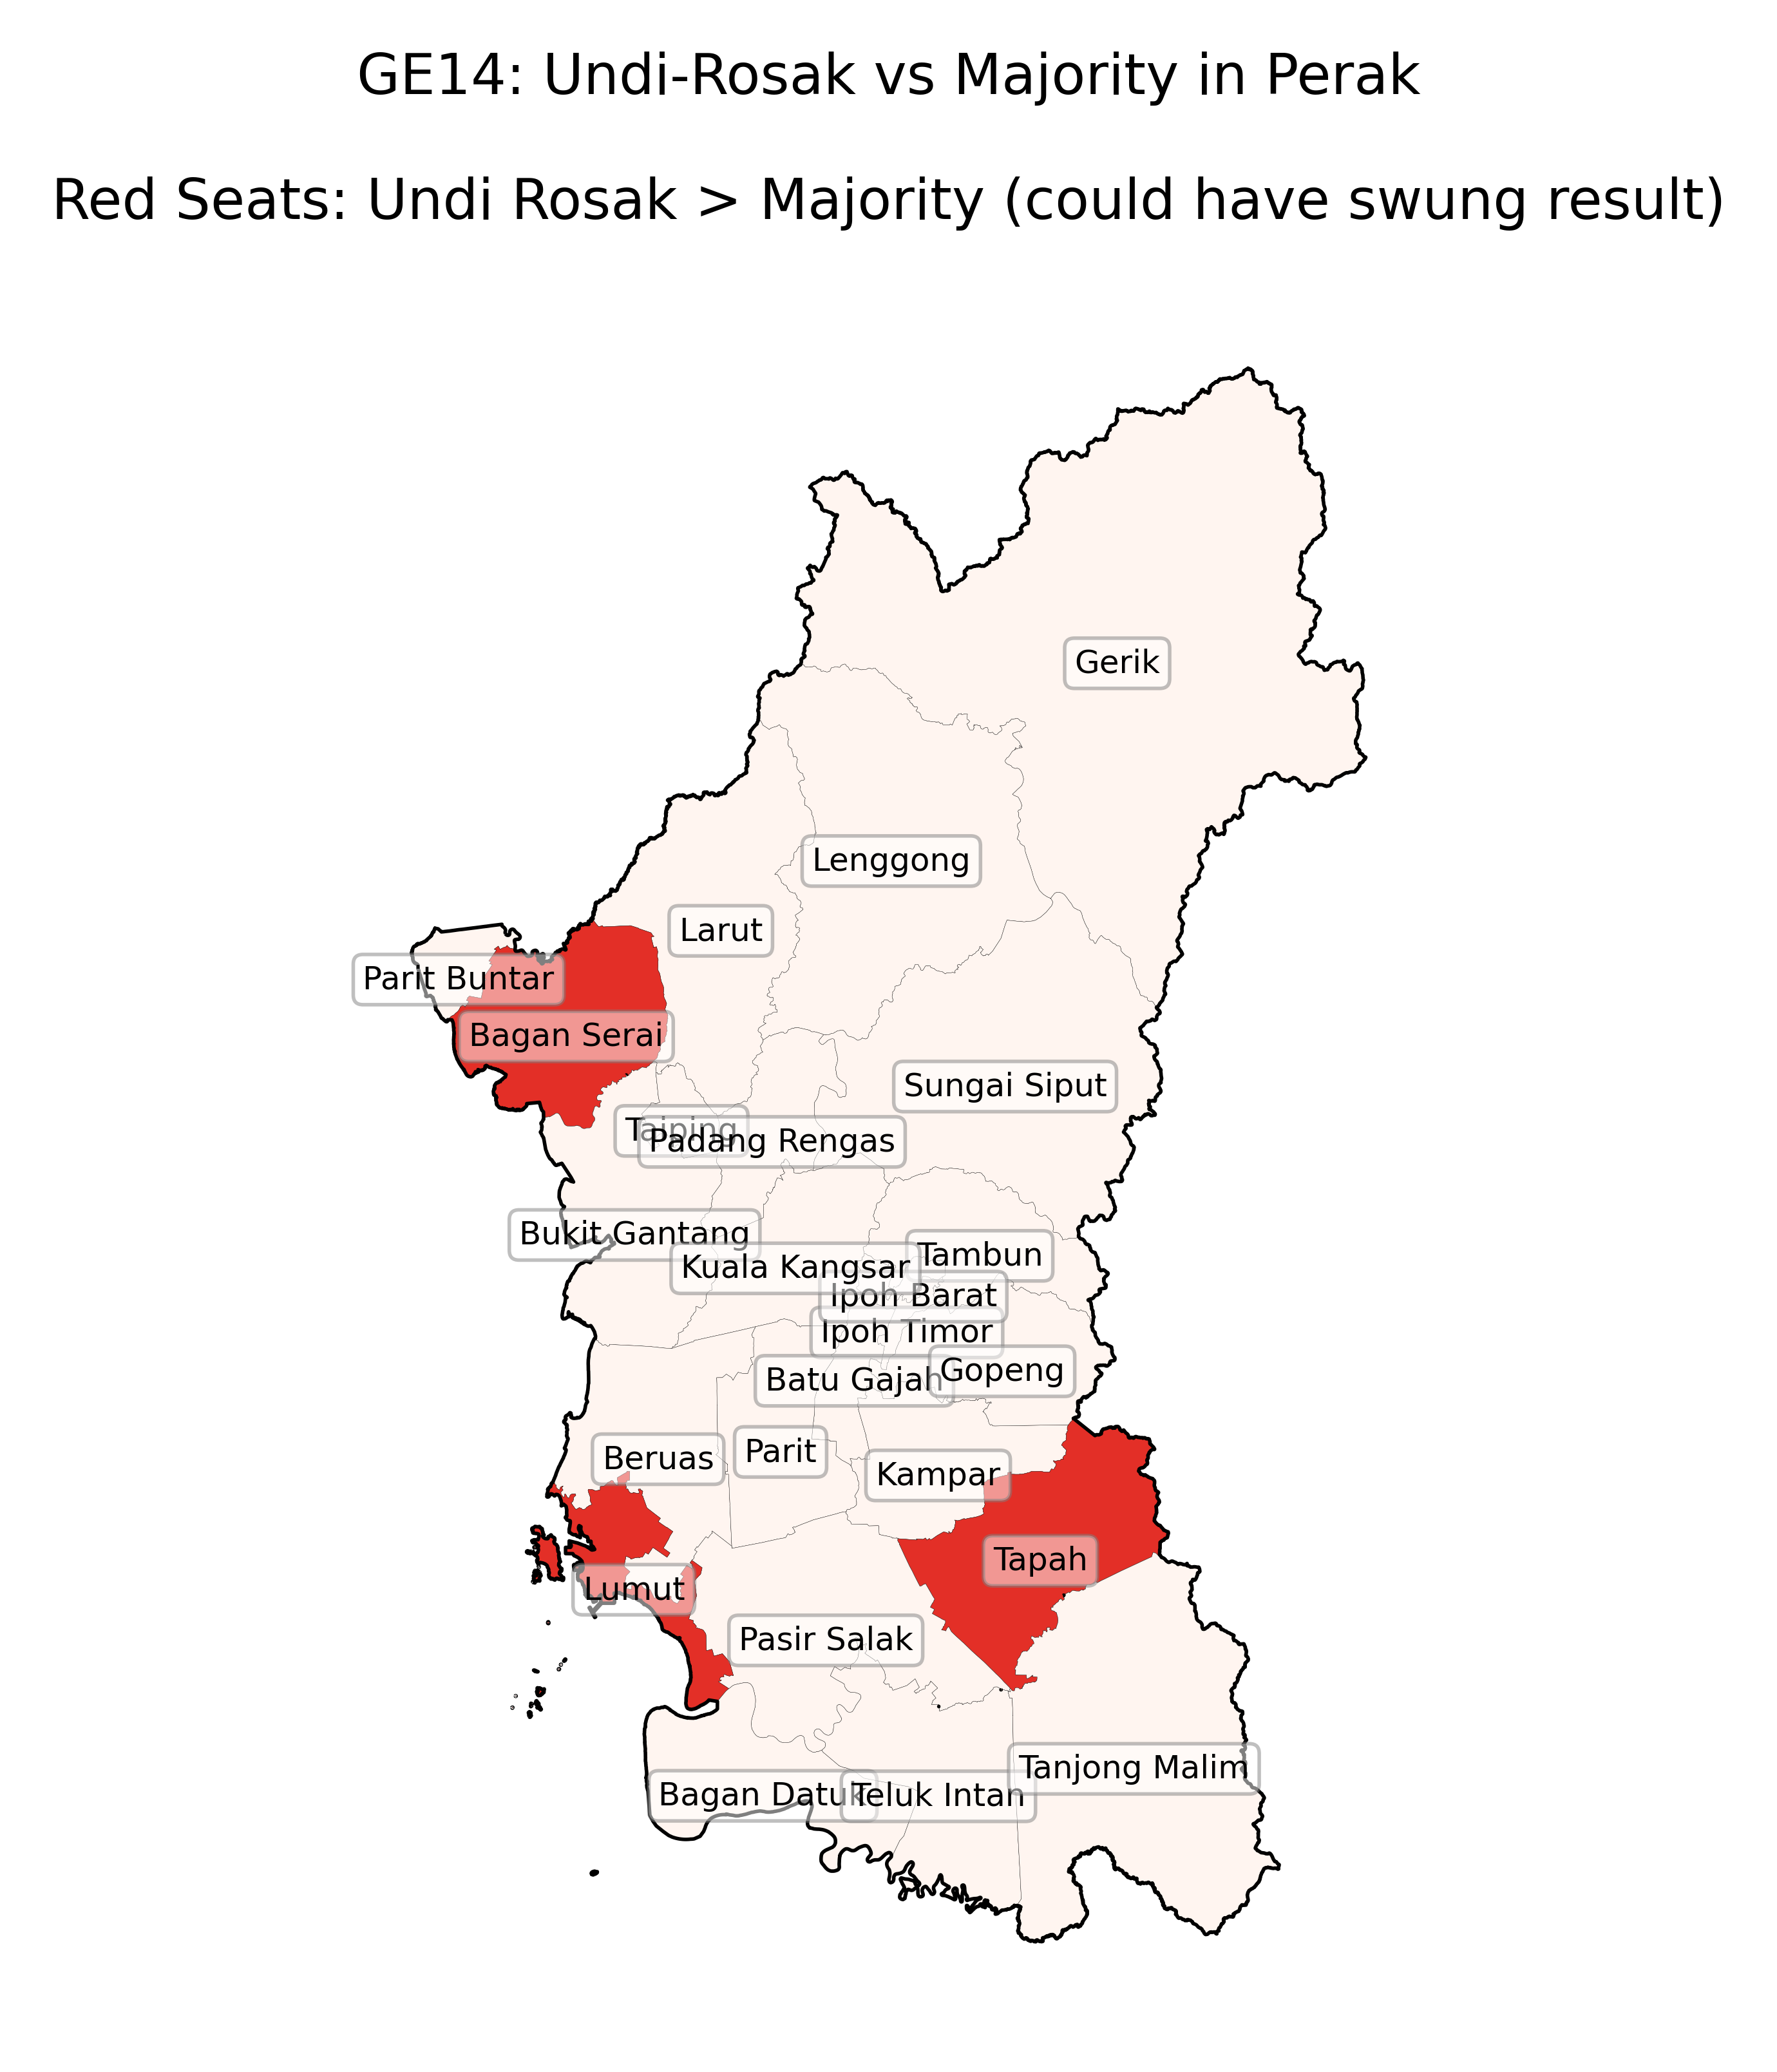 GE14: Undi-Rosak vs Majority in Perak
Red Seats: Undi Rosak > Majority (could have swung result)
Gerik
Lenggong
Larut
Parit Buntar
Bagan Serai
Sungai Siput
Taiping
Padang Rengas
Bukit Gantang
Tambun
Kuala Kangsar
Ipoh Barat
Ipoh Timor
Gopeng
Batu Gajah
Parit
Beruas
Kampar
Tapah
Lumut
Pasir Salak
Tanjong Malim
Bagan Datuk
Teluk Intan